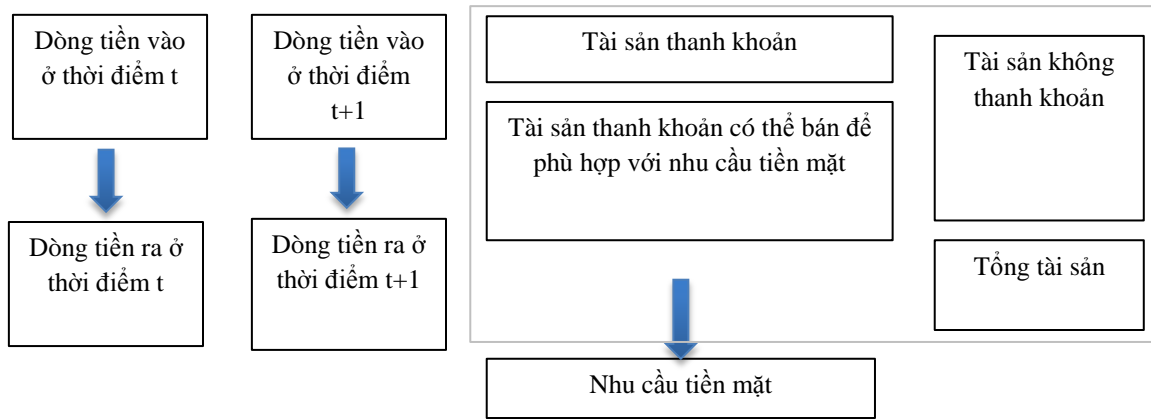 Dòng tiền vào
ở thời điểm t
Dòng tiền ra ở
thời điểm t
Dòng tiền vào
ở thời điểm
t+1
Dòng tiền ra ở
thời điểm t+1
Tài sản thanh khoản
Tài sản thanh khoản có thể bán để
phù hợp với nhu cầu tiền mặt
Tài sản không
thanh khoản
Tổng tài sản
Nhu cầu tiền mặt